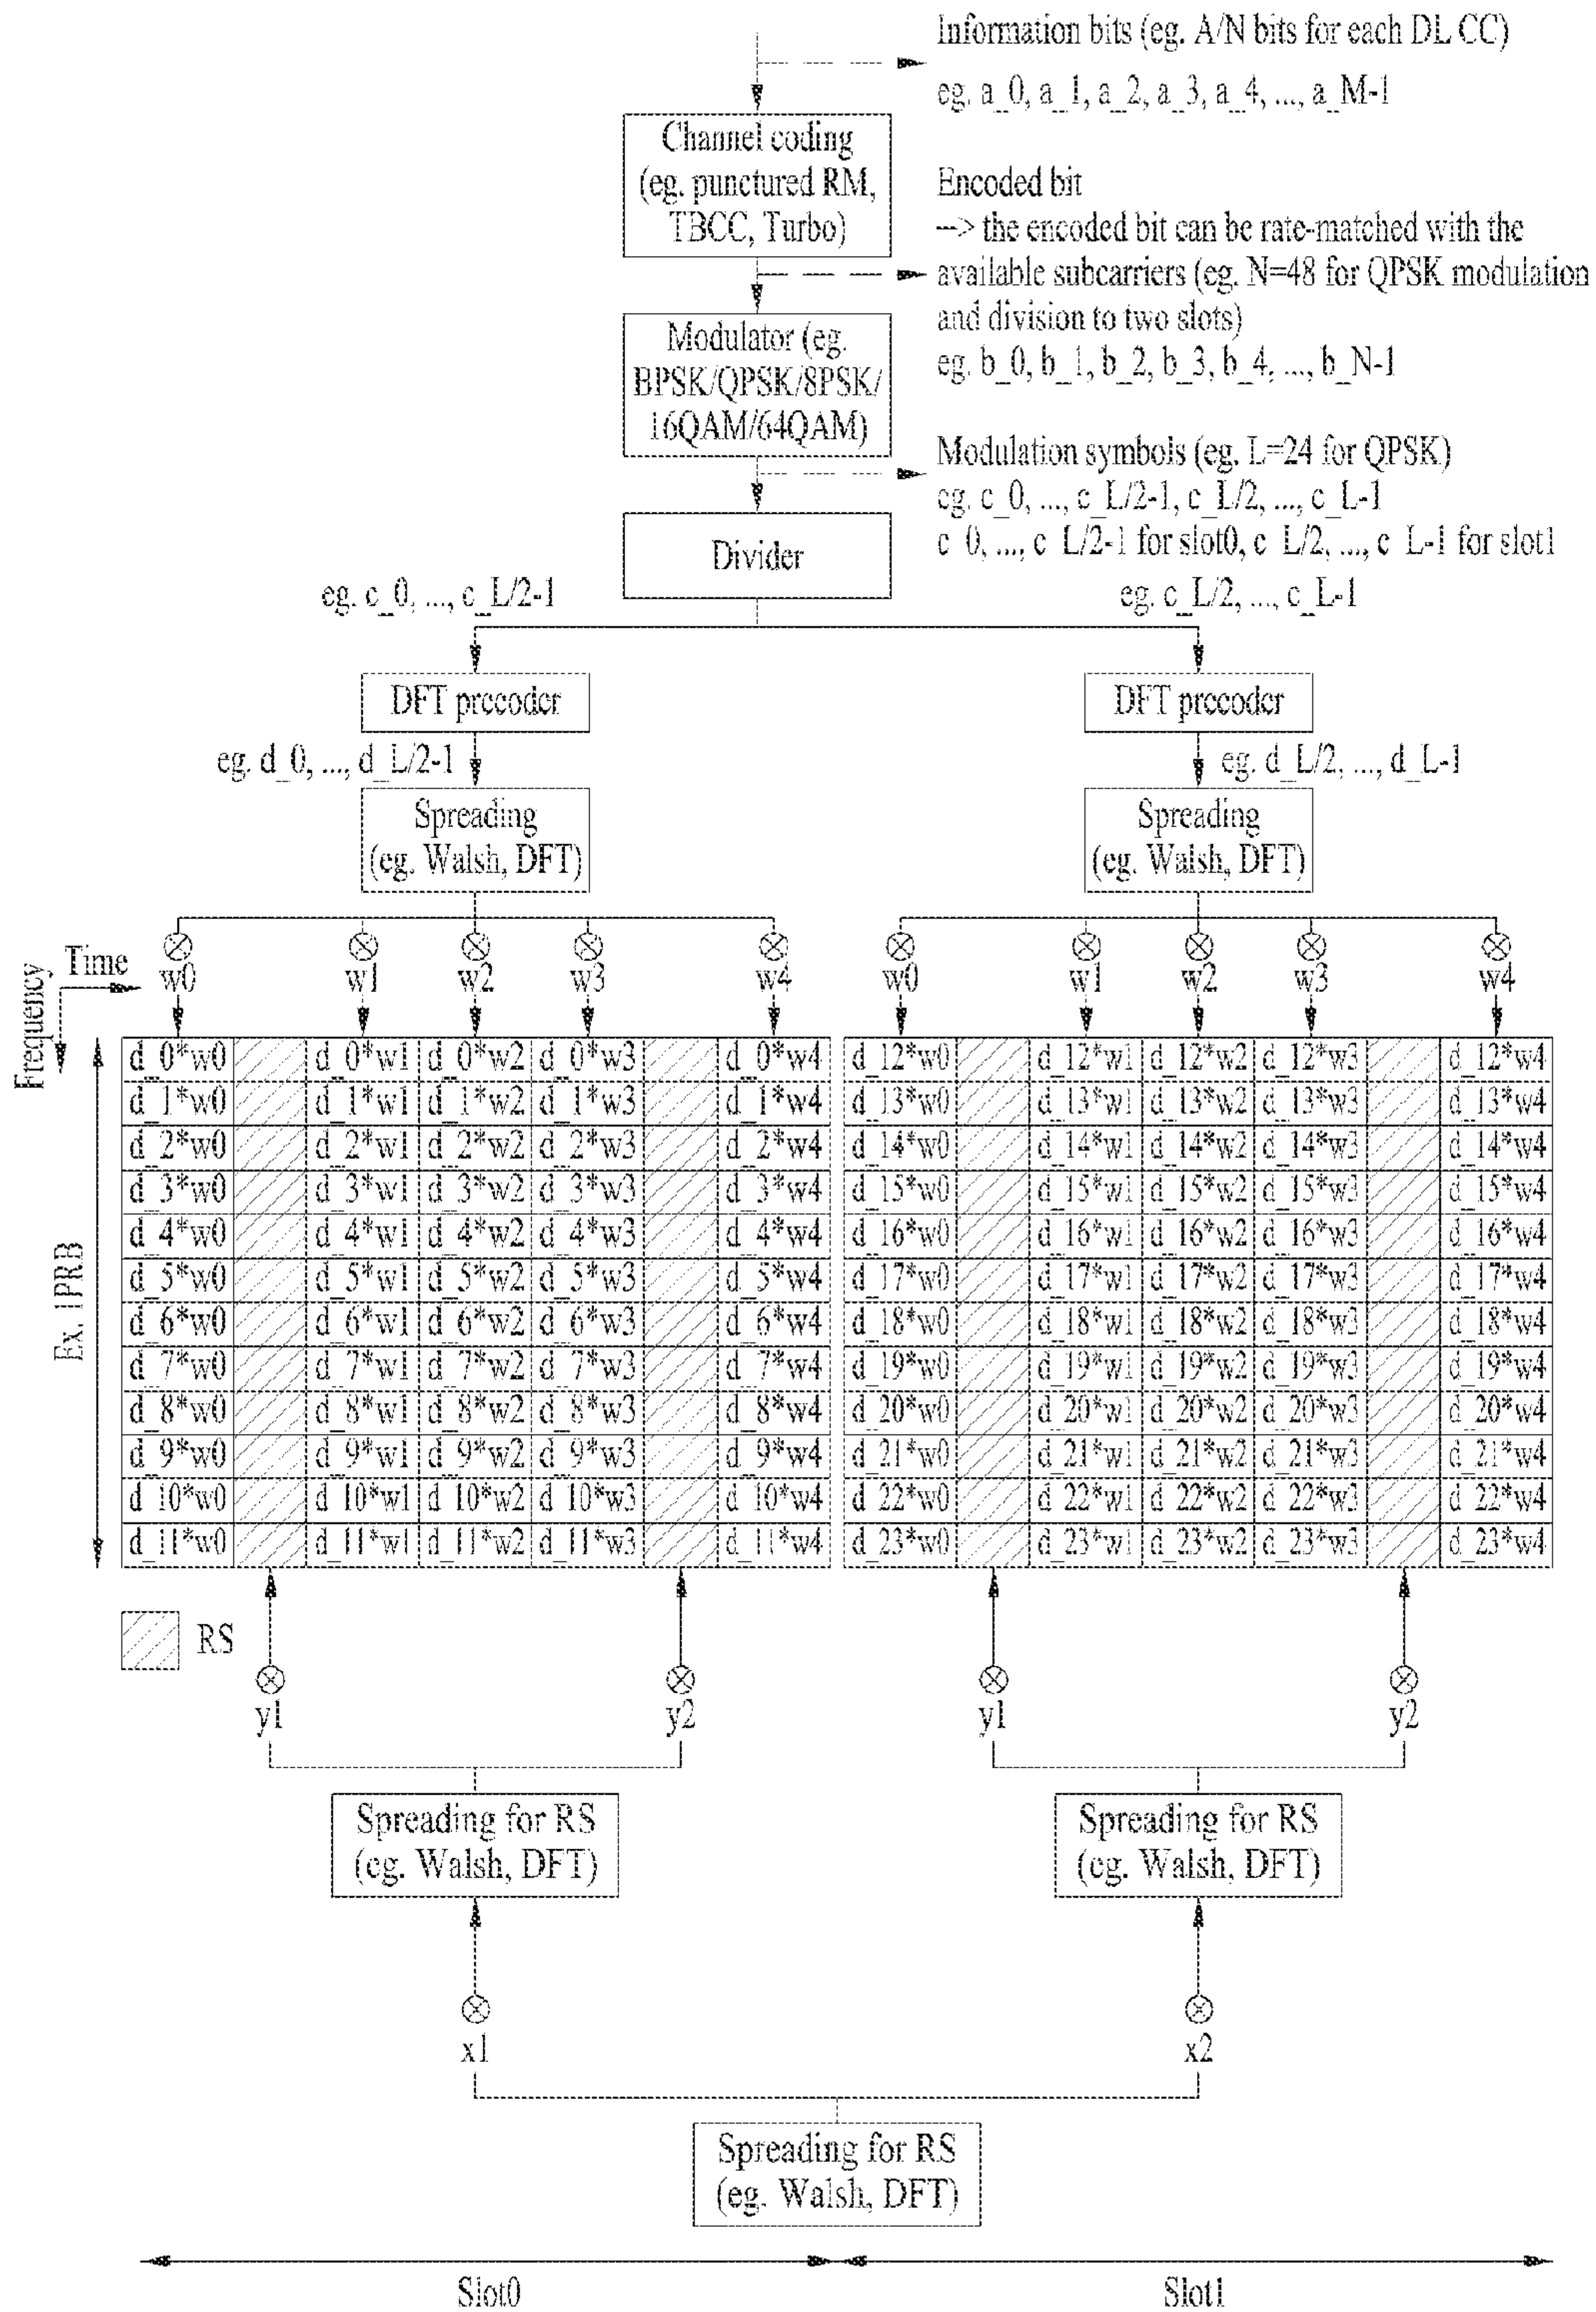 Information bits (eg. A/N bits for each DL CC)
eg. a_0, a_1, a_2, a_3, a_4, ..., a_M-1
Channel coding
(eg. punctured RM,
TBCC, Turbo)
Encoded bit
--> the encoded bit can be rate-matched with the
available subcarriers (eg. N=48 for QPSK modulation
and division to two slots)
eg. b_0, b_1, b_2, b_3, b_4, ..., b_N-1
Modulator (eg.
BPSK/QPSK/8PSK/
16QAM/64QAM)
Modulation symbols (eg. L=24 for QPSK)
eg. c_0, ..., c_L/2-1, c_L/2, ..., c_L-1
c_0, ..., c_L/2-1 for slot0, c_L/2, ..., c_L-1 for slot1
Divider
eg. c_0, ..., c_L/2-1
eg. c_L/2, ..., c_L-1
DFT precoder
DFT precoder
eg. d_0, ..., d_L/2-1
eg. d_L/2, ..., d_L-1
Spreading
(eg. Walsh, DFT)
Spreading
(eg. Walsh, DFT)
Time
Frequency
w0 w1 w2 w3 w4 w0 w1 w2 w3 w4
d_0*w0 d_0*w1 d_0*w2 d_0*w3 d_0*w4 d_12*w0 d_12*w1 d_12*w2 d_12*w3 d_12*w4
d_1*w0 d_1*w1 d_1*w2 d_1*w3 d_1*w4 d_13*w0 d_13*w1 d_13*w2 d_13*w3 d_13*w4
d_2*w0 d_2*w1 d_2*w2 d_2*w3 d_2*w4 d_14*w0 d_14*w1 d_14*w2 d_14*w3 d_14*w4
d_3*w0 d_3*w1 d_3*w2 d_3*w3 d_3*w4 d_15*w0 d_15*w1 d_15*w2 d_15*w3 d_15*w4
d_4*w0 d_4*w1 d_4*w2 d_4*w3 d_4*w4 d_16*w0 d_16*w1 d_16*w2 d_16*w3 d_16*w4
d_5*w0 d_5*w1 d_5*w2 d_5*w3 d_5*w4 d_17*w0 d_17*w1 d_17*w2 d_17*w3 d_17*w4
d_6*w0 d_6*w1 d_6*w2 d_6*w3 d_6*w4 d_18*w0 d_18*w1 d_18*w2 d_18*w3 d_18*w4
d_7*w0 d_7*w1 d_7*w2 d_7*w3 d_7*w4 d_19*w0 d_19*w1 d_19*w2 d_19*w3 d_19*w4
d_8*w0 d_8*w1 d_8*w2 d_8*w3 d_8*w4 d_20*w0 d_20*w1 d_20*w2 d_20*w3 d_20*w4
d_9*w0 d_9*w1 d_9*w2 d_9*w3 d_9*w4 d_21*w0 d_21*w1 d_21*w2 d_21*w3 d_21*w4
d_10*w0 d_10*w1 d_10*w2 d_10*w3 d_10*w4 d_22*w0 d_22*w1 d_22*w2 d_22*w3 d_22*w4
d_11*w0 d_11*w1 d_11*w2 d_11*w3 d_11*w4 d_23*w0 d_23*w1 d_23*w2 d_23*w3 d_23*w4
Ex. 1PRB
RS
y1 y2 y1 y2
Spreading for RS
(eg. Walsh, DFT)
Spreading for RS
(eg. Walsh, DFT)
x1 x2
Spreading for RS
(eg. Walsh, DFT)
Slot0 Slot1